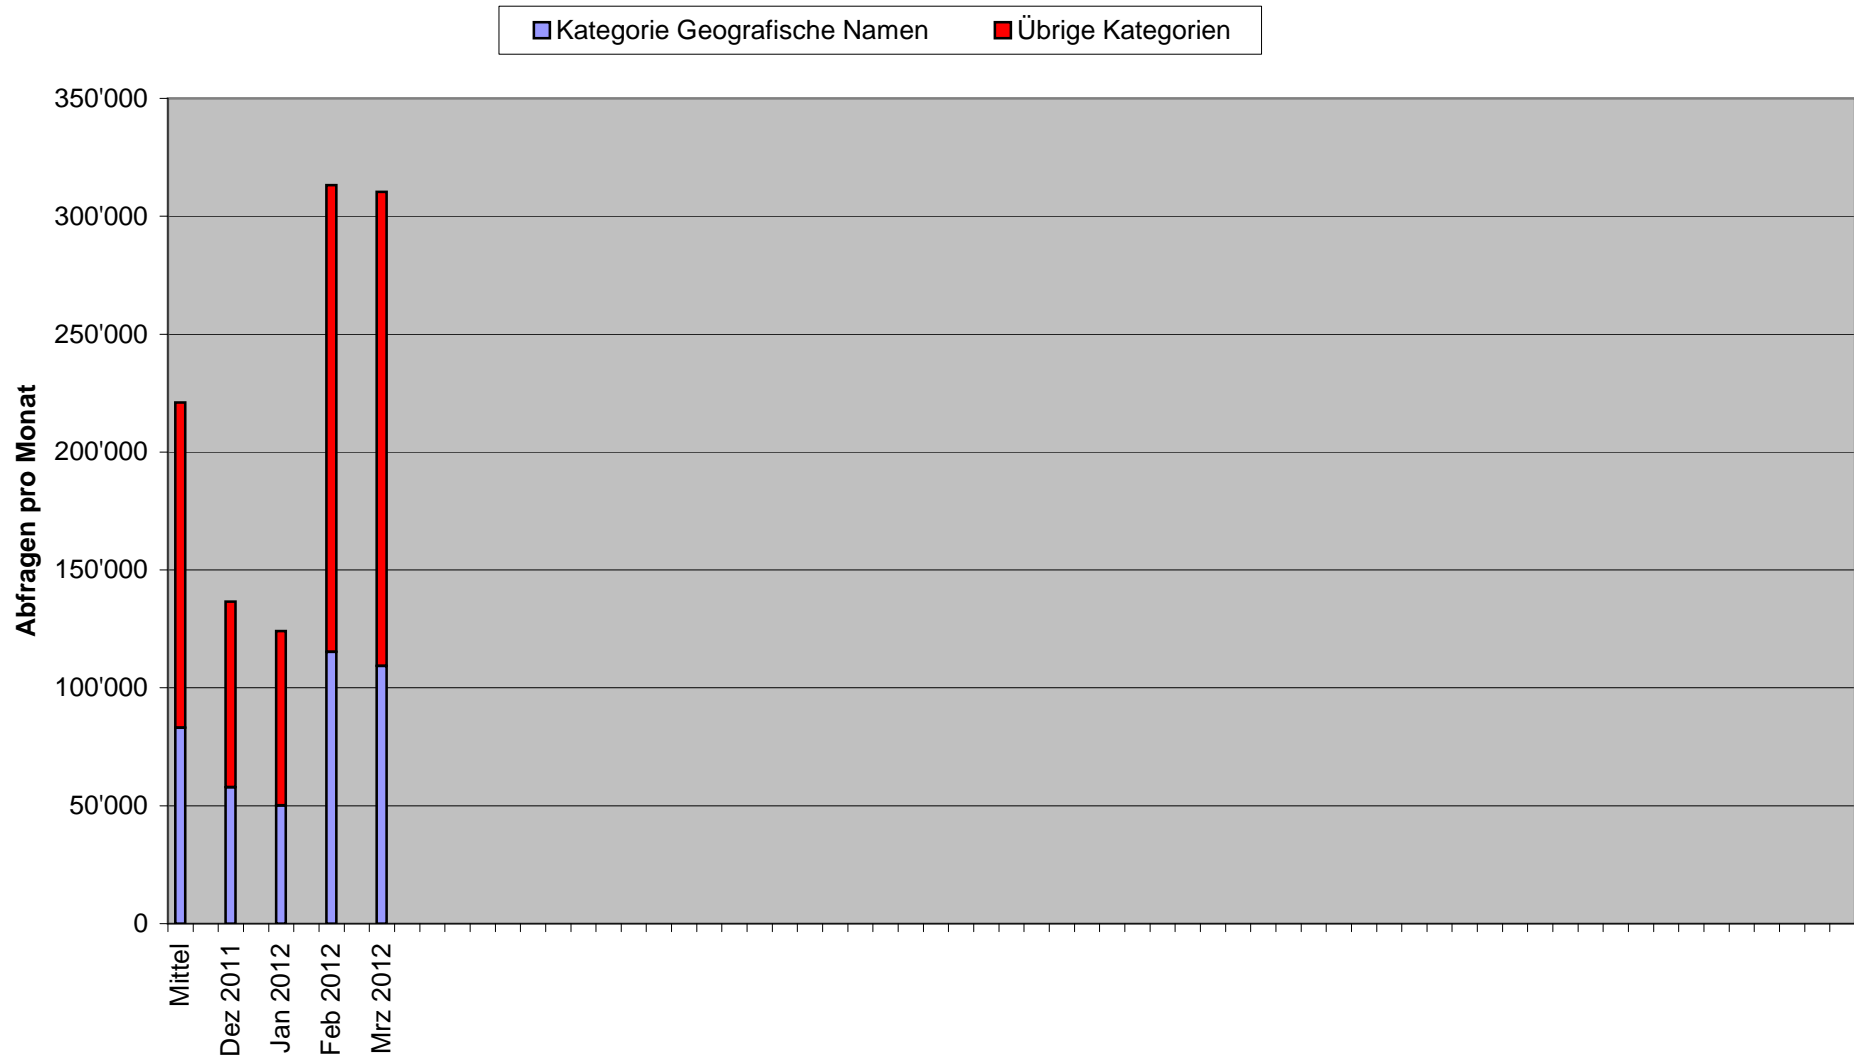 Kategorie Geografische Namen Übrige Kategorien
350'000
300'000
250'000
200'000
150'000
100'000
50'000
0
Abfragen pro Monat
Mittel
Dez 2011
Jan 2012
Feb 2012
Mrz 2012